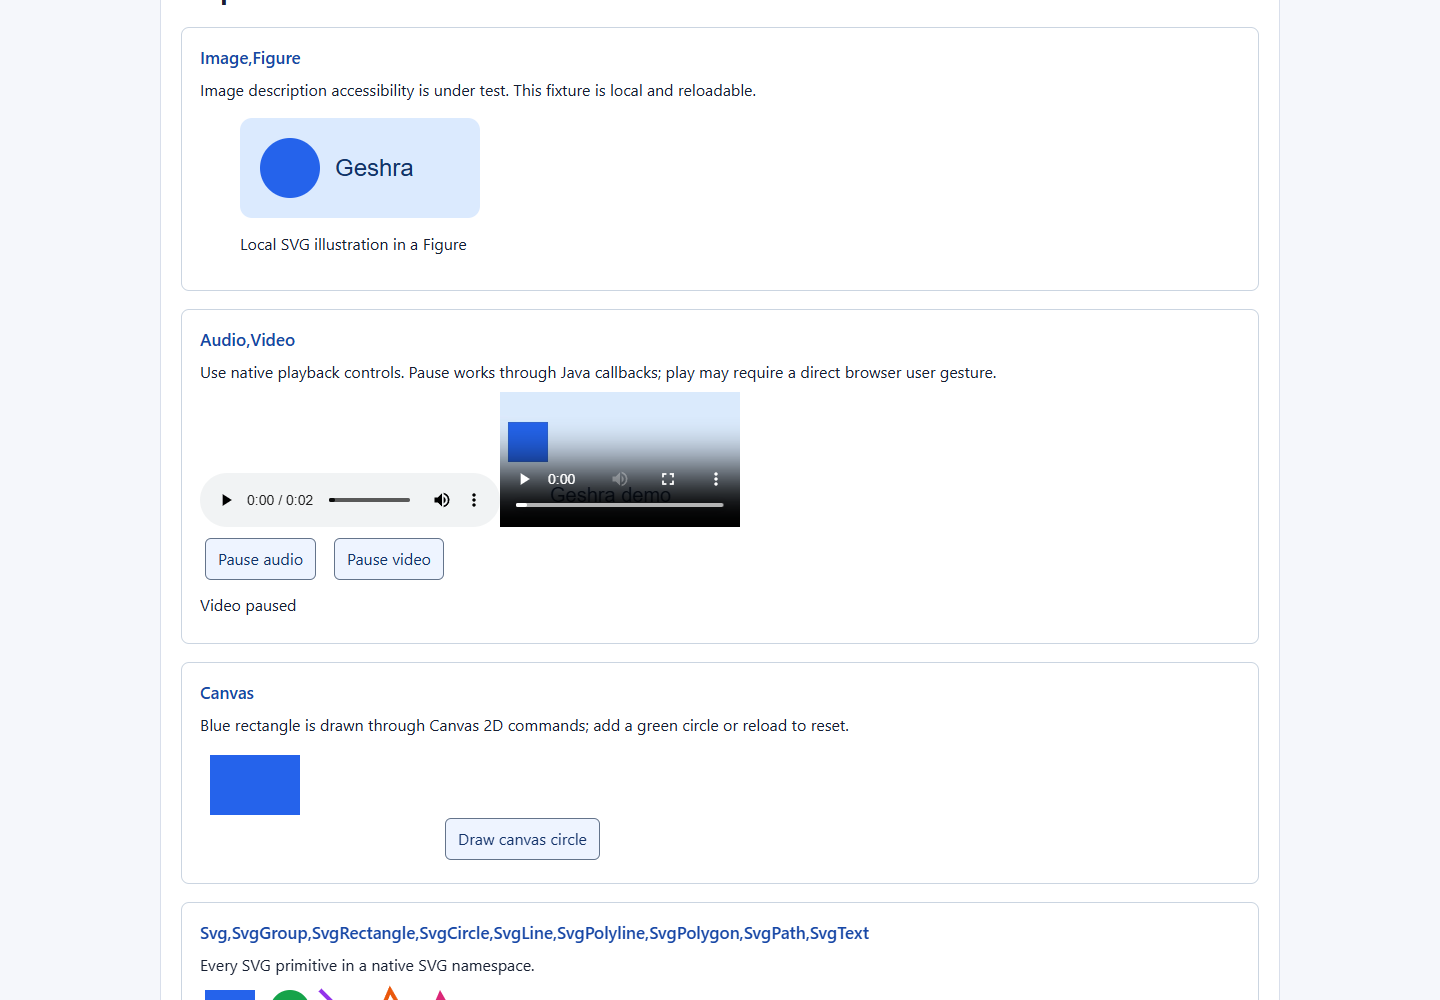 Image,Figure
Image description accessibility is under test. This fixture is local and reloadable.
Geshra
Local SVG illustration in a Figure
Audio,Video
Use native playback controls. Pause works through Java callbacks; play may require a direct browser user gesture.
0:00 / 0:02
0:00
Geshra demo
Pause audio
Pause video
Video paused
Canvas
Blue rectangle is drawn through Canvas 2D commands; add a green circle or reload to reset.
Draw canvas circle
Svg,SvgGroup,SvgRectangle,SvgCircle,SvgLine,SvgPolyline,SvgPolygon,SvgPath,SvgText
Every SVG primitive in a native SVG namespace.